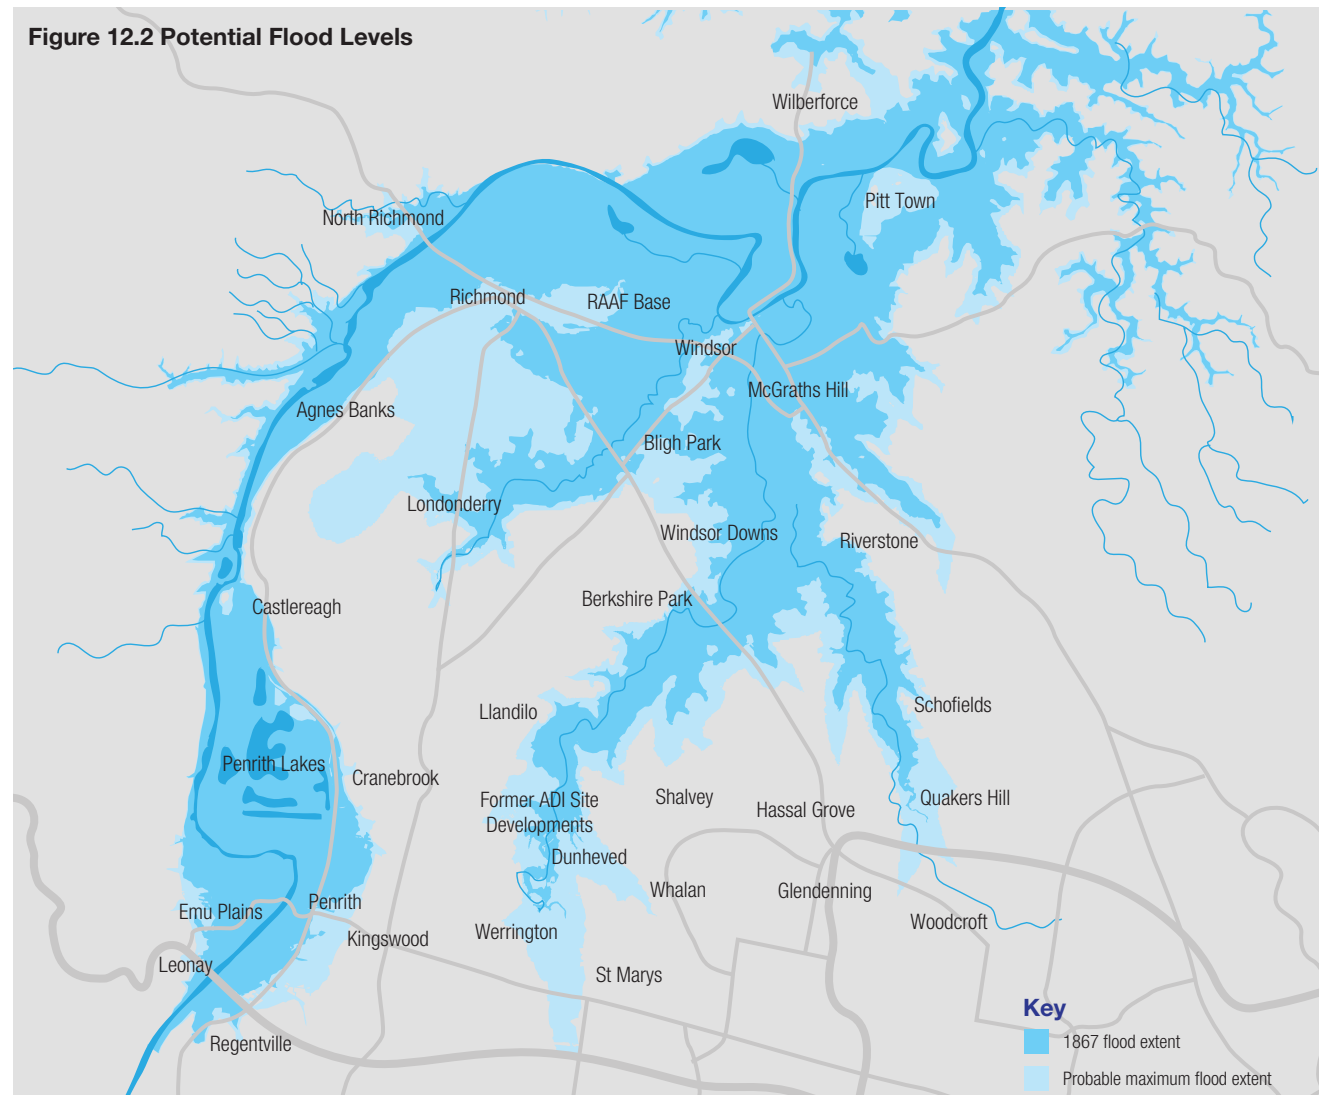 Figure 12.2 Potential Flood Levels
Wilberforce
Pitt Town
North Richmond
Richmond
RAAF Base
Windsor
McGraths Hill
Agnes Banks
Bligh Park
Londonderry
Windsor Downs
Riverstone
Berkshire Park
Castlereagh
Llandilo
Schofields
Penrith Lakes
Cranebrook
Former ADI Site
Developments
Shalvey
Hassal Grove
Quakers Hill
Dunheved
Whalan
Glendenning
Emu Plains
Penrith
Woodcroft
Kingswood
Werrington
Leonay
St Marys
Regentville
Key
1867 flood extent
Probable maximum flood extent